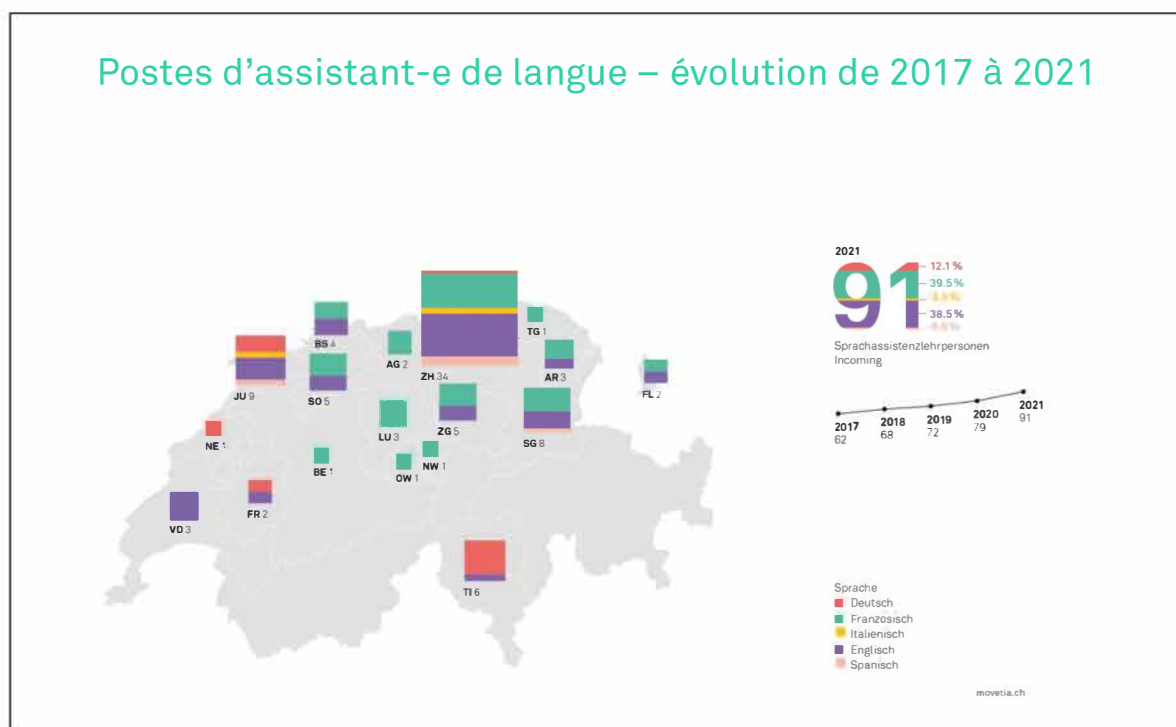 Postes d'assistant-e de langue – évolution de 2017 à 2021
2021
91
12.1 %
39.5 %
38.5 %
Sprachassistenzlehrpersonen
Incoming
2017
62
2018
68
2019
72
2020
79
2021
91
BS 4
AG 2
ZH 34
TG 1
AR 3
FL 2
JU 9
SO 5
LU 3
ZG 5
SG 8
NE 1
BE 1
OW 1
NW 1
VD 3
FR 2
TI 6
Sprache
Deutsch
Französisch
Italienisch
Englisch
Spanisch
movetia.ch